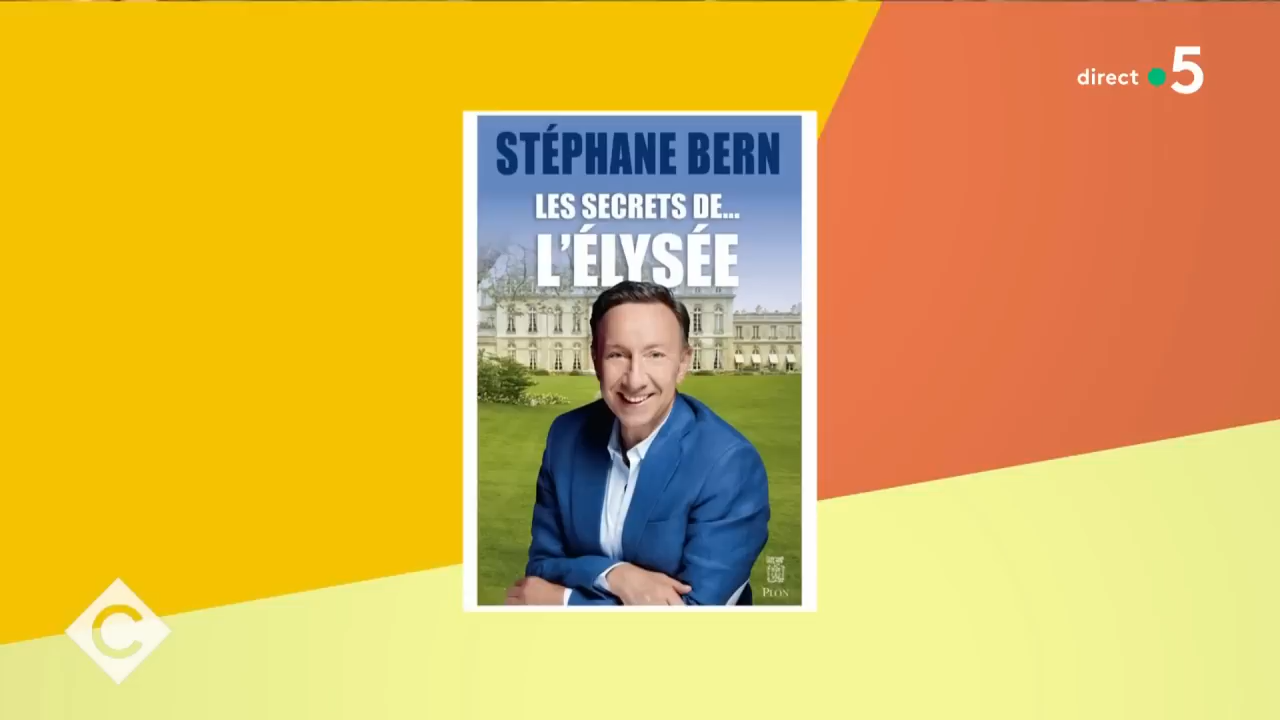 direct 5
STÉPHANE BERN
LES SECRETS DE...
L'ÉLYSÉE
PLON
C